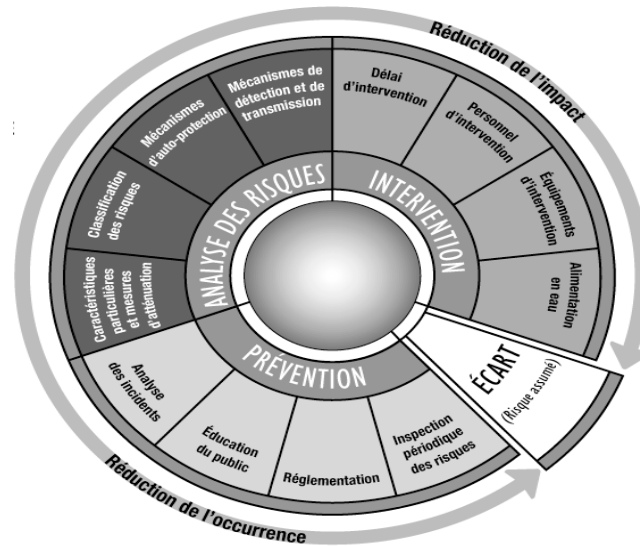 Réduction de l'impact
Mécanismes de
détection et de
transmission
Délai
d'intervention
Mécanismes
d'auto-protection
Personnel
d'intervention
Classification
des risques
Équipements
d'intervention
Caractéristiques
particulières
et mesures
d'atténuation
Alimentation
en eau
ANALYSE DES RISQUES
INTERVENTION
PRÉVENTION
ÉCART
(Risque assumé)
Analyse
des incidents
Éducation
du public
Réglementation
Inspection
périodique
des risques
Réduction de l'occurrence